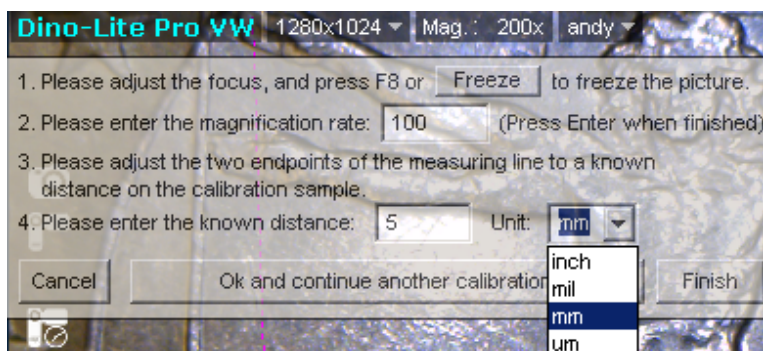 Dino-Lite Pro VW 1280x1024 Mag.: 200x andy
1. Please adjust the focus, and press F8 or Freeze to freeze the picture.
2. Please enter the magnification rate: 100 (Press Enter when finished)
3. Please adjust the two endpoints of the measuring line to a known
distance on the calibration sample.
4. Please enter the known distance: 5 Unit: mm
inch
Cancel Ok and continue another calibration mil Finish
mm
um